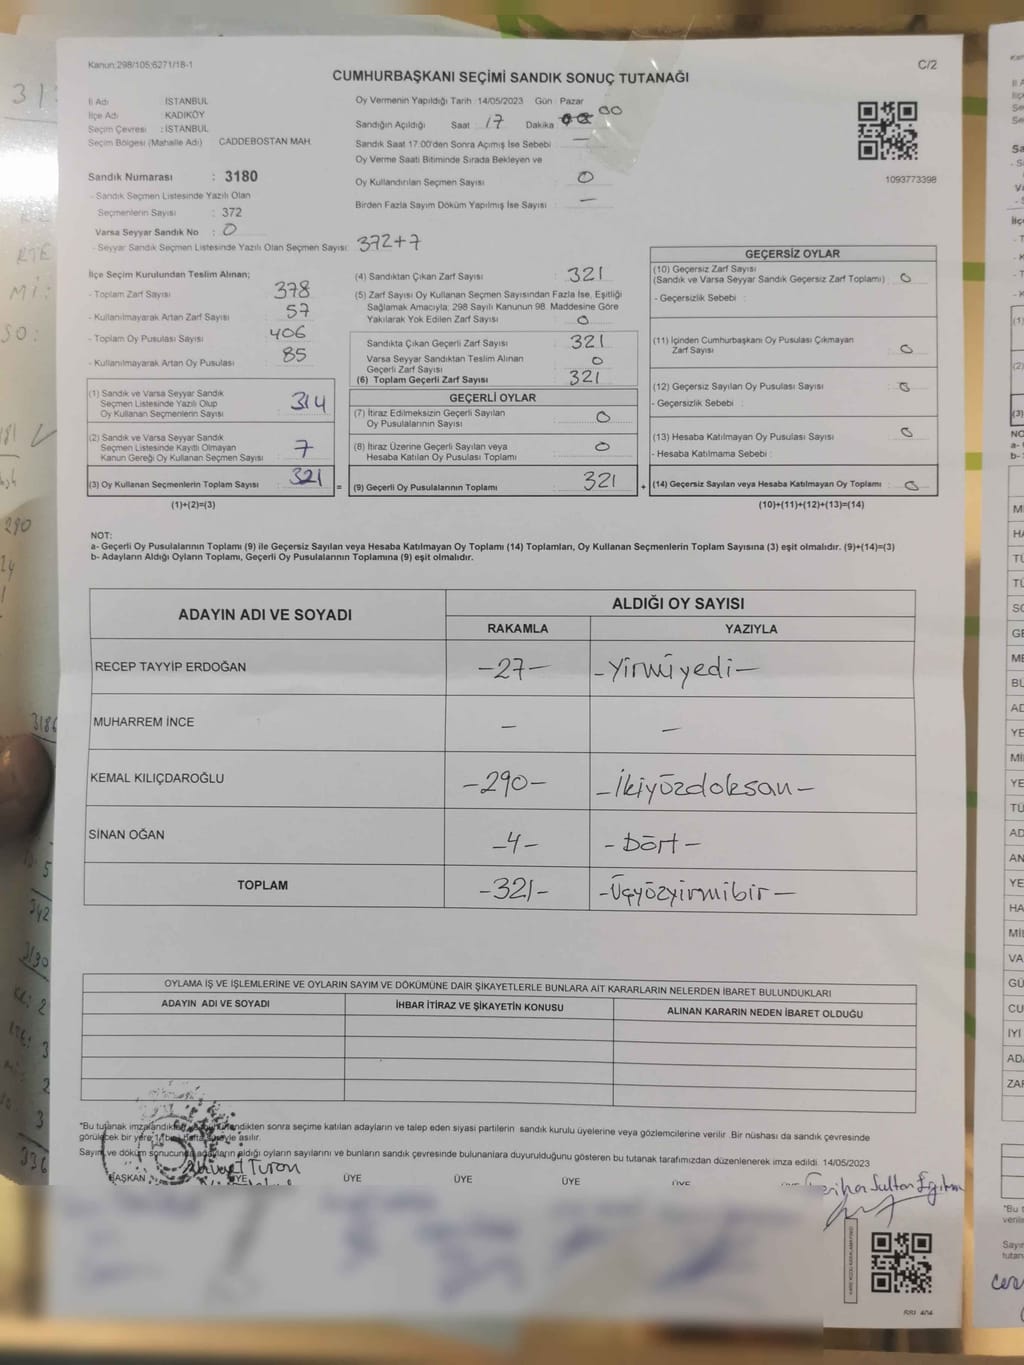 Kanun:298/105;6271/18-1
C/2
CUMHURBAŞKANI SEÇİMİ SANDIK SONUÇ TUTANAĞI
İl Adı : İSTANBUL
İlçe Adı : KADIKÖY
Seçim Çevresi : İSTANBUL
Seçim Bölgesi (Mahalle Adı) CADDEBOSTAN MAH.
Sandık Numarası : 3180
- Sandık Seçmen Listesinde Yazılı Olan
Seçmenlerin Sayısı : 372
Varsa Seyyar Sandık No : 0
- Seyyar Sandık Seçmen Listesinde Yazılı Olan Seçmen Sayısı: 372+7
Oy Vermenin Yapıldığı Tarih :14/05/2023 Gün : Pazar
Sandığın Açıldığı Saat : 17 Dakika : 00
Sandık Saat 17:00'den Sonra Açımış İse Sebebi : —
Oy Verme Saati Bitiminde Sırada Bekleyen ve
Oy Kullandırılan Seçmen Sayısı : 0
Birden Fazla Sayım Döküm Yapılmış İse Sayısı : —
1093773398
İlçe Seçim Kurulundan Teslim Alınan;
- Toplam Zarf Sayısı : 378
- Kullanılmayarak Artan Zarf Sayısı : 57
- Toplam Oy Pusulası Sayısı : 406
- Kullanılmayarak Artan Oy Pusulası : 85
(1) Sandık ve Varsa Seyyar Sandık
Seçmen Listesinde Yazılı Olup
Oy Kullanan Seçmenlerin Sayısı : 314
(2) Sandık ve Varsa Seyyar Sandık
Seçmen Listesinde Kayıtlı Olmayan
Kanun Gereği Oy Kullanan Seçmen Sayısı : 7
(3) Oy Kullanan Seçmenlerin Toplam Sayısı : 321
(1)+(2)=(3)
(4) Sandıktan Çıkan Zarf Sayısı : 321
(5) Zarf Sayısı Oy Kullanan Seçmen Sayısından Fazla İse, Eşitliği
Sağlamak Amacıyla; 298 Sayılı Kanunun 98. Maddesine Göre
Yakılarak Yok Edilen Zarf Sayısı : 0
Sandıkta Çıkan Geçerli Zarf Sayısı : 321
Varsa Seyyar Sandıktan Teslim Alınan
Geçerli Zarf Sayısı : 0
(6) Toplam Geçerli Zarf Sayısı : 321
GEÇERLİ OYLAR
(7) İtiraz Edilmeksizin Geçerli Sayılan
Oy Pusulalarının Sayısı : 0
(8) İtiraz Üzerine Geçerli Sayılan veya
Hesaba Katılan Oy Pusulası Toplamı : 0
= (9) Geçerli Oy Pusulalarının Toplamı : 321
GEÇERSİZ OYLAR
(10) Geçersiz Zarf Sayısı
(Sandık ve Varsa Seyyar Sandık Geçersiz Zarf Toplamı) : 0
- Geçersizlik Sebebi :
(11) İçinden Cumhurbaşkanı Oy Pusulası Çıkmayan
Zarf Sayısı : 0
(12) Geçersiz Sayılan Oy Pusulası Sayısı : 0
- Geçersizlik Sebebi :
(13) Hesaba Katılmayan Oy Pusulası Sayısı : 0
- Hesaba Katılmama Sebebi :
+ (14) Geçersiz Sayılan veya Hesaba Katılmayan Oy Toplamı : 0
(10)+(11)+(12)+(13)=(14)
NOT:
a- Geçerli Oy Pusulalarının Toplamı (9) ile Geçersiz Sayılan veya Hesaba Katılmayan Oy Toplamı (14) Toplamları, Oy Kullanan Seçmenlerin Toplam Sayısına (3) eşit olmalıdır. (9)+(14)=(3)
b- Adayların Aldığı Oyların Toplamı, Geçerli Oy Pusulalarının Toplamına (9) eşit olmalıdır.
ADAYIN ADI VE SOYADI
ALDIĞI OY SAYISI
RAKAMLA YAZIYLA
RECEP TAYYİP ERDOĞAN -27- -Yirmiyedi-
MUHARREM İNCE - -
KEMAL KILIÇDAROĞLU -290- -İkiyüzdoksan-
SİNAN OĞAN -4- -Dört-
TOPLAM -321- -Üçyüzyirmibir-
OYLAMA İŞ VE İŞLEMLERİNE VE OYLARIN SAYIM VE DÖKÜMÜNE DAİR ŞİKAYETLERLE BUNLARA AİT KARARLARIN NELERDEN İBARET BULUNDUKLARI
ADAYIN ADI VE SOYADI İHBAR İTİRAZ VE ŞİKAYETİN KONUSU ALINAN KARARIN NEDEN İBARET OLDUĞU
*Bu tutanak imzalandıktan sonra seçime katılan adayların ve talep eden siyasi partilerin sandık kurulu üyelerine veya gözlemcilerine verilir. Bir nüshası da sandık çevresinde
görülecek bir yere asılır.
Sayım ve döküm sonucunda adayların aldığı oyların sayılarını ve bunların sandık çevresinde bulunanlara duyurulduğunu gösteren bu tutanak tarafımızdan düzenlenerek imza edildi. 14/05/2023
BAŞKAN ÜYE ÜYE ÜYE ÜYE